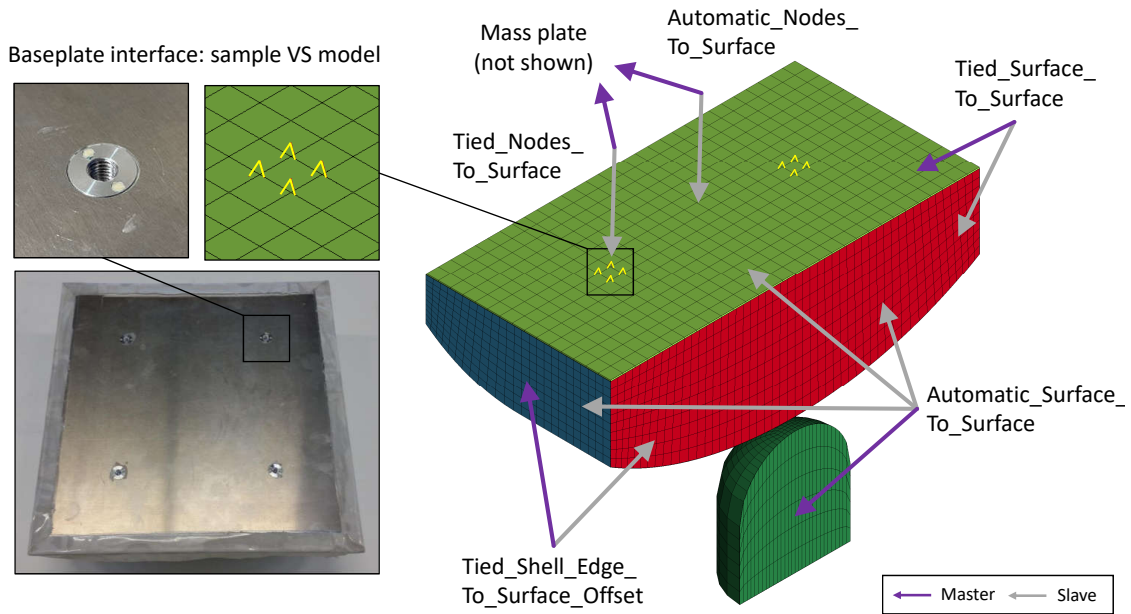 Baseplate interface: sample VS model
Mass plate
(not shown)
Automatic_Nodes_
To_Surface
Tied_Surface_
To_Surface
Tied_Nodes_
To_Surface
Automatic_Surface_
To_Surface
Tied_Shell_Edge_
To_Surface_Offset
Master
Slave